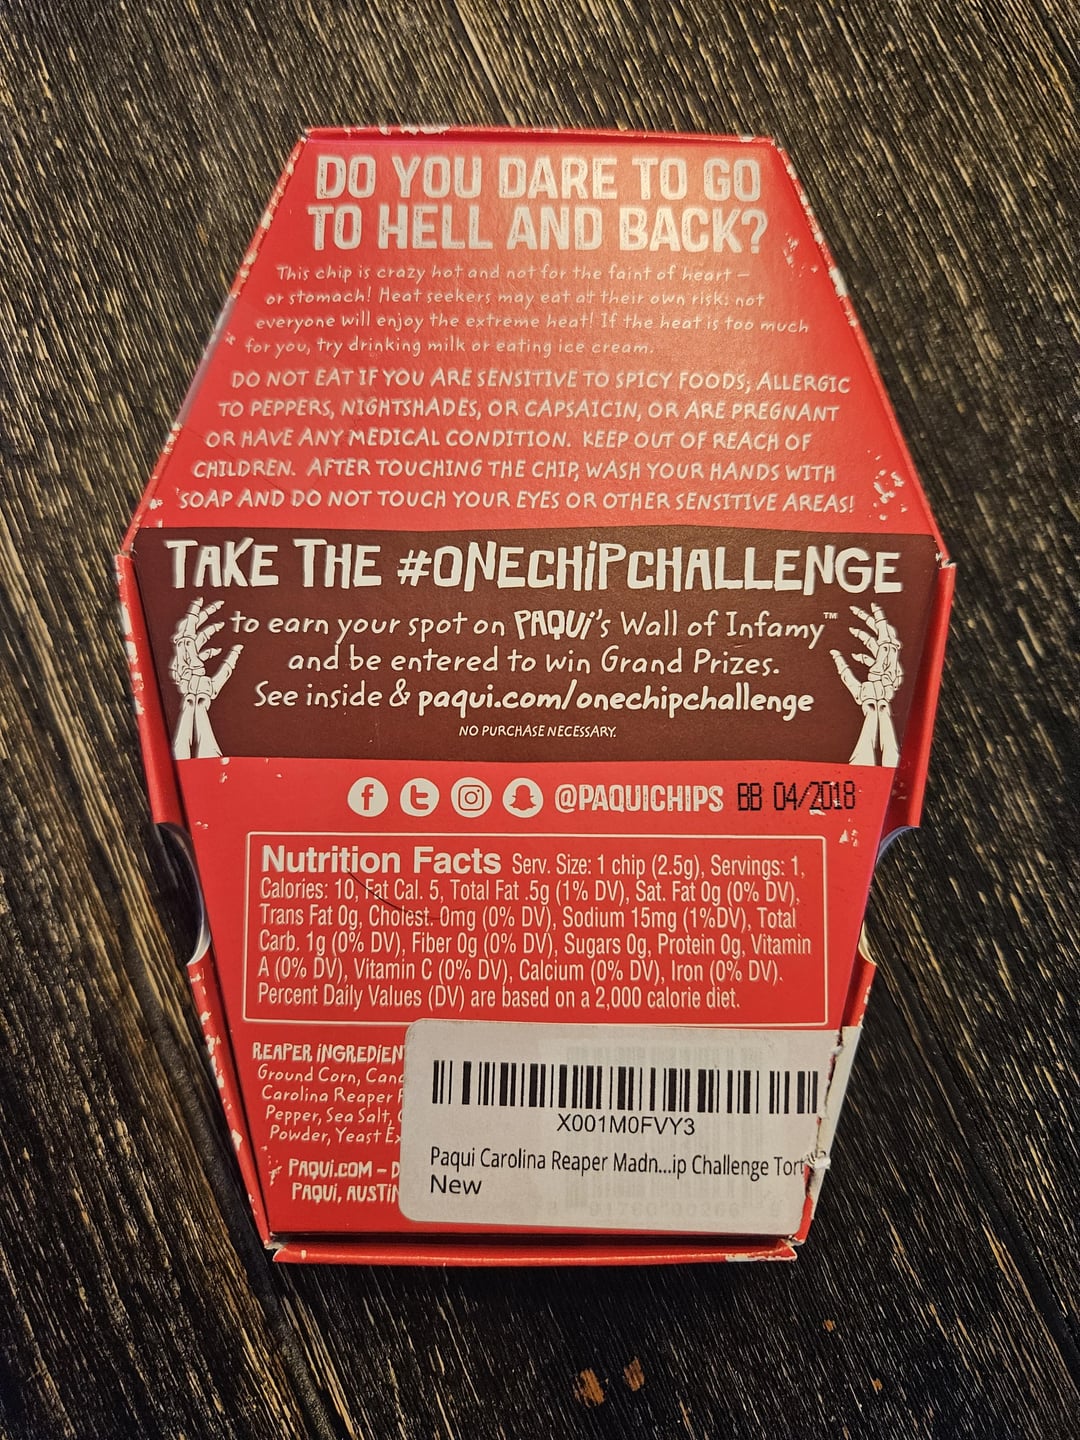 DO YOU DARE TO GO
TO HELL AND BACK?
This chip is crazy hot and not for the faint of heart –
or stomach! Heat seekers may eat at their own risk: not
everyone will enjoy the extreme heat! If the heat is too much
for you, try drinking milk or eating ice cream.
DO NOT EAT IF YOU ARE SENSITIVE TO SPICY FOODS, ALLERGIC
TO PEPPERS, NIGHTSHADES, OR CAPSAICIN, OR ARE PREGNANT
OR HAVE ANY MEDICAL CONDITION. KEEP OUT OF REACH OF
CHILDREN. AFTER TOUCHING THE CHIP, WASH YOUR HANDS WITH
SOAP AND DO NOT TOUCH YOUR EYES OR OTHER SENSITIVE AREAS!
TAKE THE #ONECHIPCHALLENGE
to earn your spot on PAQUI's Wall of Infamy™
and be entered to win Grand Prizes.
See inside & paqui.com/onechipchallenge
NO PURCHASE NECESSARY.
@PAQUICHIPS BB 04/2018
Nutrition Facts Serv. Size: 1 chip (2.5g), Servings: 1,
Calories: 10, Fat Cal. 5, Total Fat .5g (1% DV), Sat. Fat 0g (0% DV),
Trans Fat 0g, Cholest. 0mg (0% DV), Sodium 15mg (1%DV), Total
Carb. 1g (0% DV), Fiber 0g (0% DV), Sugars 0g, Protein 0g, Vitamin
A (0% DV), Vitamin C (0% DV), Calcium (0% DV), Iron (0% DV).
Percent Daily Values (DV) are based on a 2,000 calorie diet.
REAPER INGREDIEN
Ground Corn, Cano
Carolina Reaper P
Pepper, Sea Salt,
Powder, Yeast Ex
PAQUI.COM – D
PAQUI, AUSTIN
X001M0FVY3
Paqui Carolina Reaper Madn...ip Challenge Tort
New